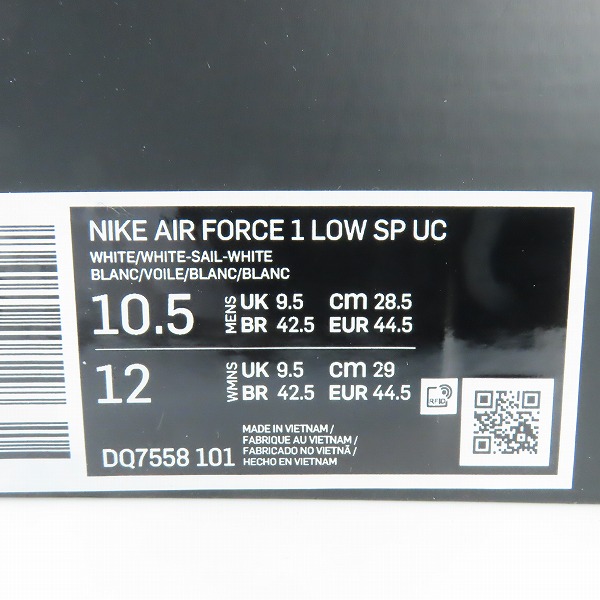 NIKE AIR FORCE 1 LOW SP UC
WHITE/WHITE-SAIL-WHITE
BLANC/VOILE/BLANC/BLANC
10.5 MENS UK 9.5 cm 28.5
BR 42.5 EUR 44.5
12 WMNS UK 9.5 cm 29
BR 42.5 EUR 44.5
RFID
MADE IN VIETNAM /
FABRIQUE AU VIETNAM /
FABRICADO NO VIETNÃ /
HECHO EN VIETNAM
DQ7558 101